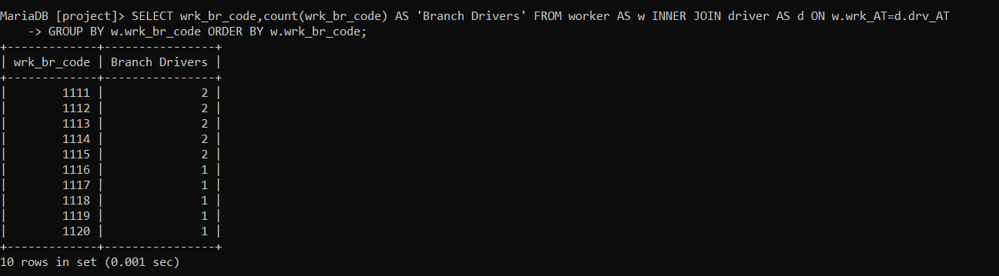 MariaDB [project]> SELECT wrk_br_code,count(wrk_br_code) AS 'Branch Drivers' FROM worker AS w INNER JOIN driver AS d ON w.wrk_AT=d.drv_AT
    -> GROUP BY w.wrk_br_code ORDER BY w.wrk_br_code;
+-------------+----------------+
| wrk_br_code | Branch Drivers |
+-------------+----------------+
|        1111 |              2 |
|        1112 |              2 |
|        1113 |              2 |
|        1114 |              2 |
|        1115 |              2 |
|        1116 |              1 |
|        1117 |              1 |
|        1118 |              1 |
|        1119 |              1 |
|        1120 |              1 |
+-------------+----------------+
10 rows in set (0.001 sec)